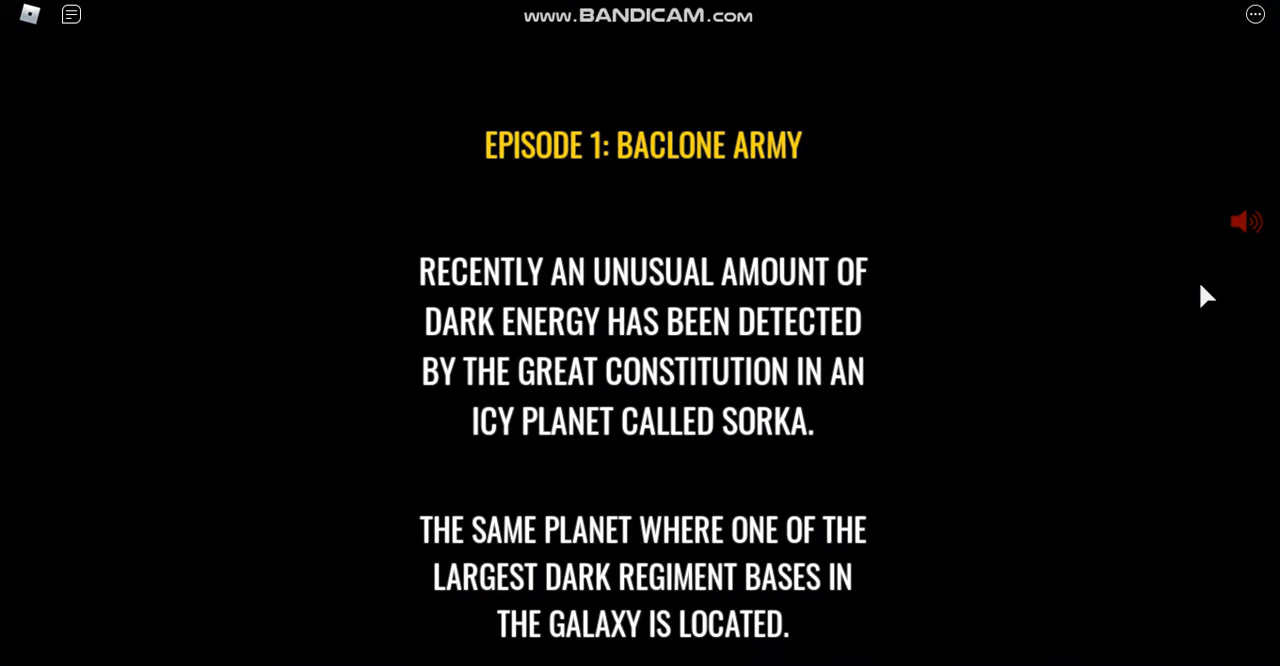 www.BANDICAM.com
EPISODE 1: BACLONE ARMY
RECENTLY AN UNUSUAL AMOUNT OF
DARK ENERGY HAS BEEN DETECTED
BY THE GREAT CONSTITUTION IN AN
ICY PLANET CALLED SORKA.
THE SAME PLANET WHERE ONE OF THE
LARGEST DARK REGIMENT BASES IN
THE GALAXY IS LOCATED.